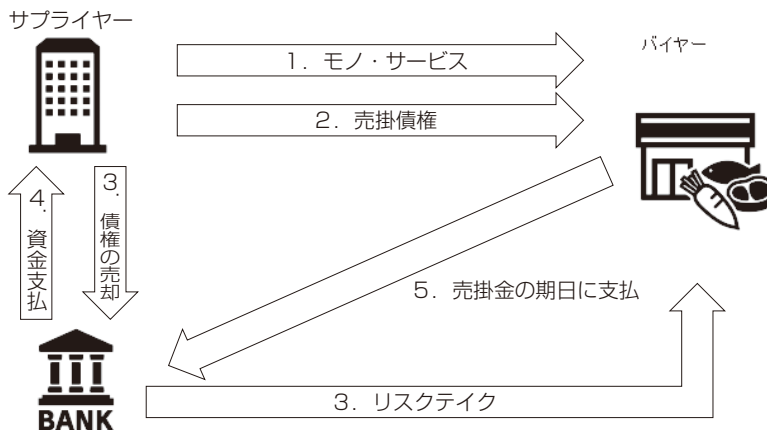 サプライヤー
バイヤー
1．モノ・サービス
2．売掛債権
4．資金支払
3．債権の売却
5．売掛金の期日に支払
3．リスクテイク
BANK